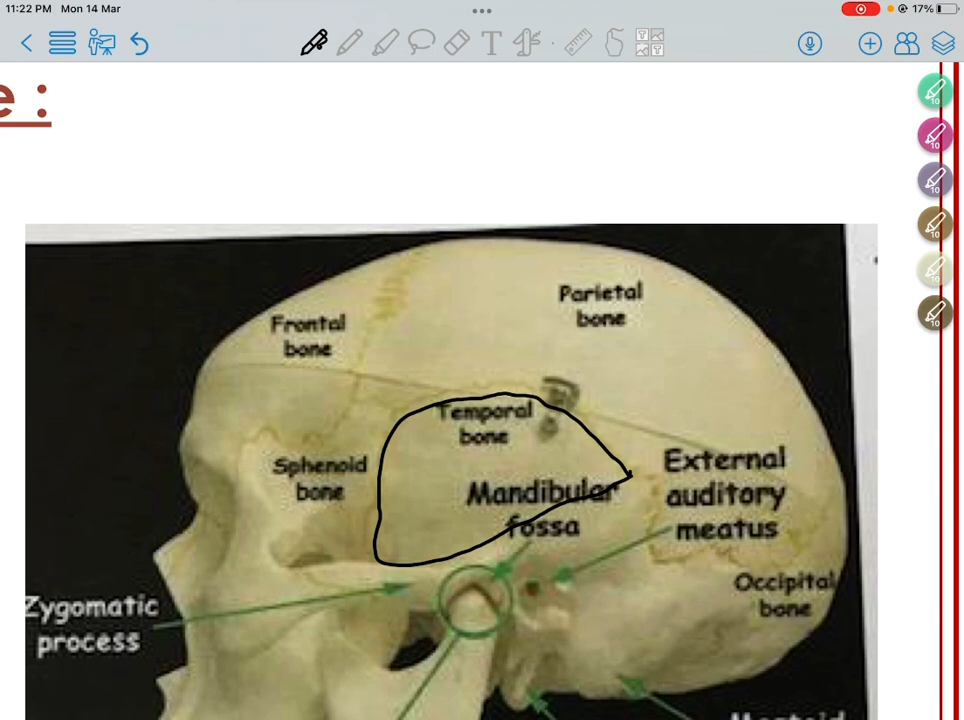 11:22 PM Mon 14 Mar
17%
e :
Parietal
bone
Frontal
bone
Temporal
bone
Sphenoid
bone
External
auditory
meatus
Mandibular
fossa
Occipital
bone
Zygomatic
process